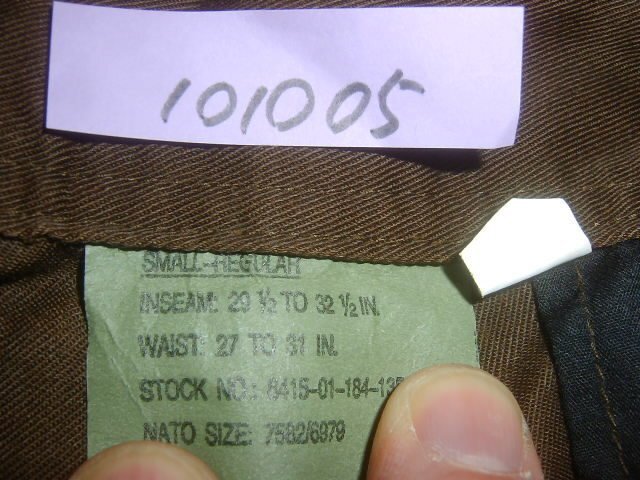 101005
SMALL-REGULAR
INSEAM: 29 ½ TO 32 ½ IN.
WAIST: 27 TO 31 IN.
STOCK NO.: 8415-01-184-135
NATO SIZE: 7582/6979